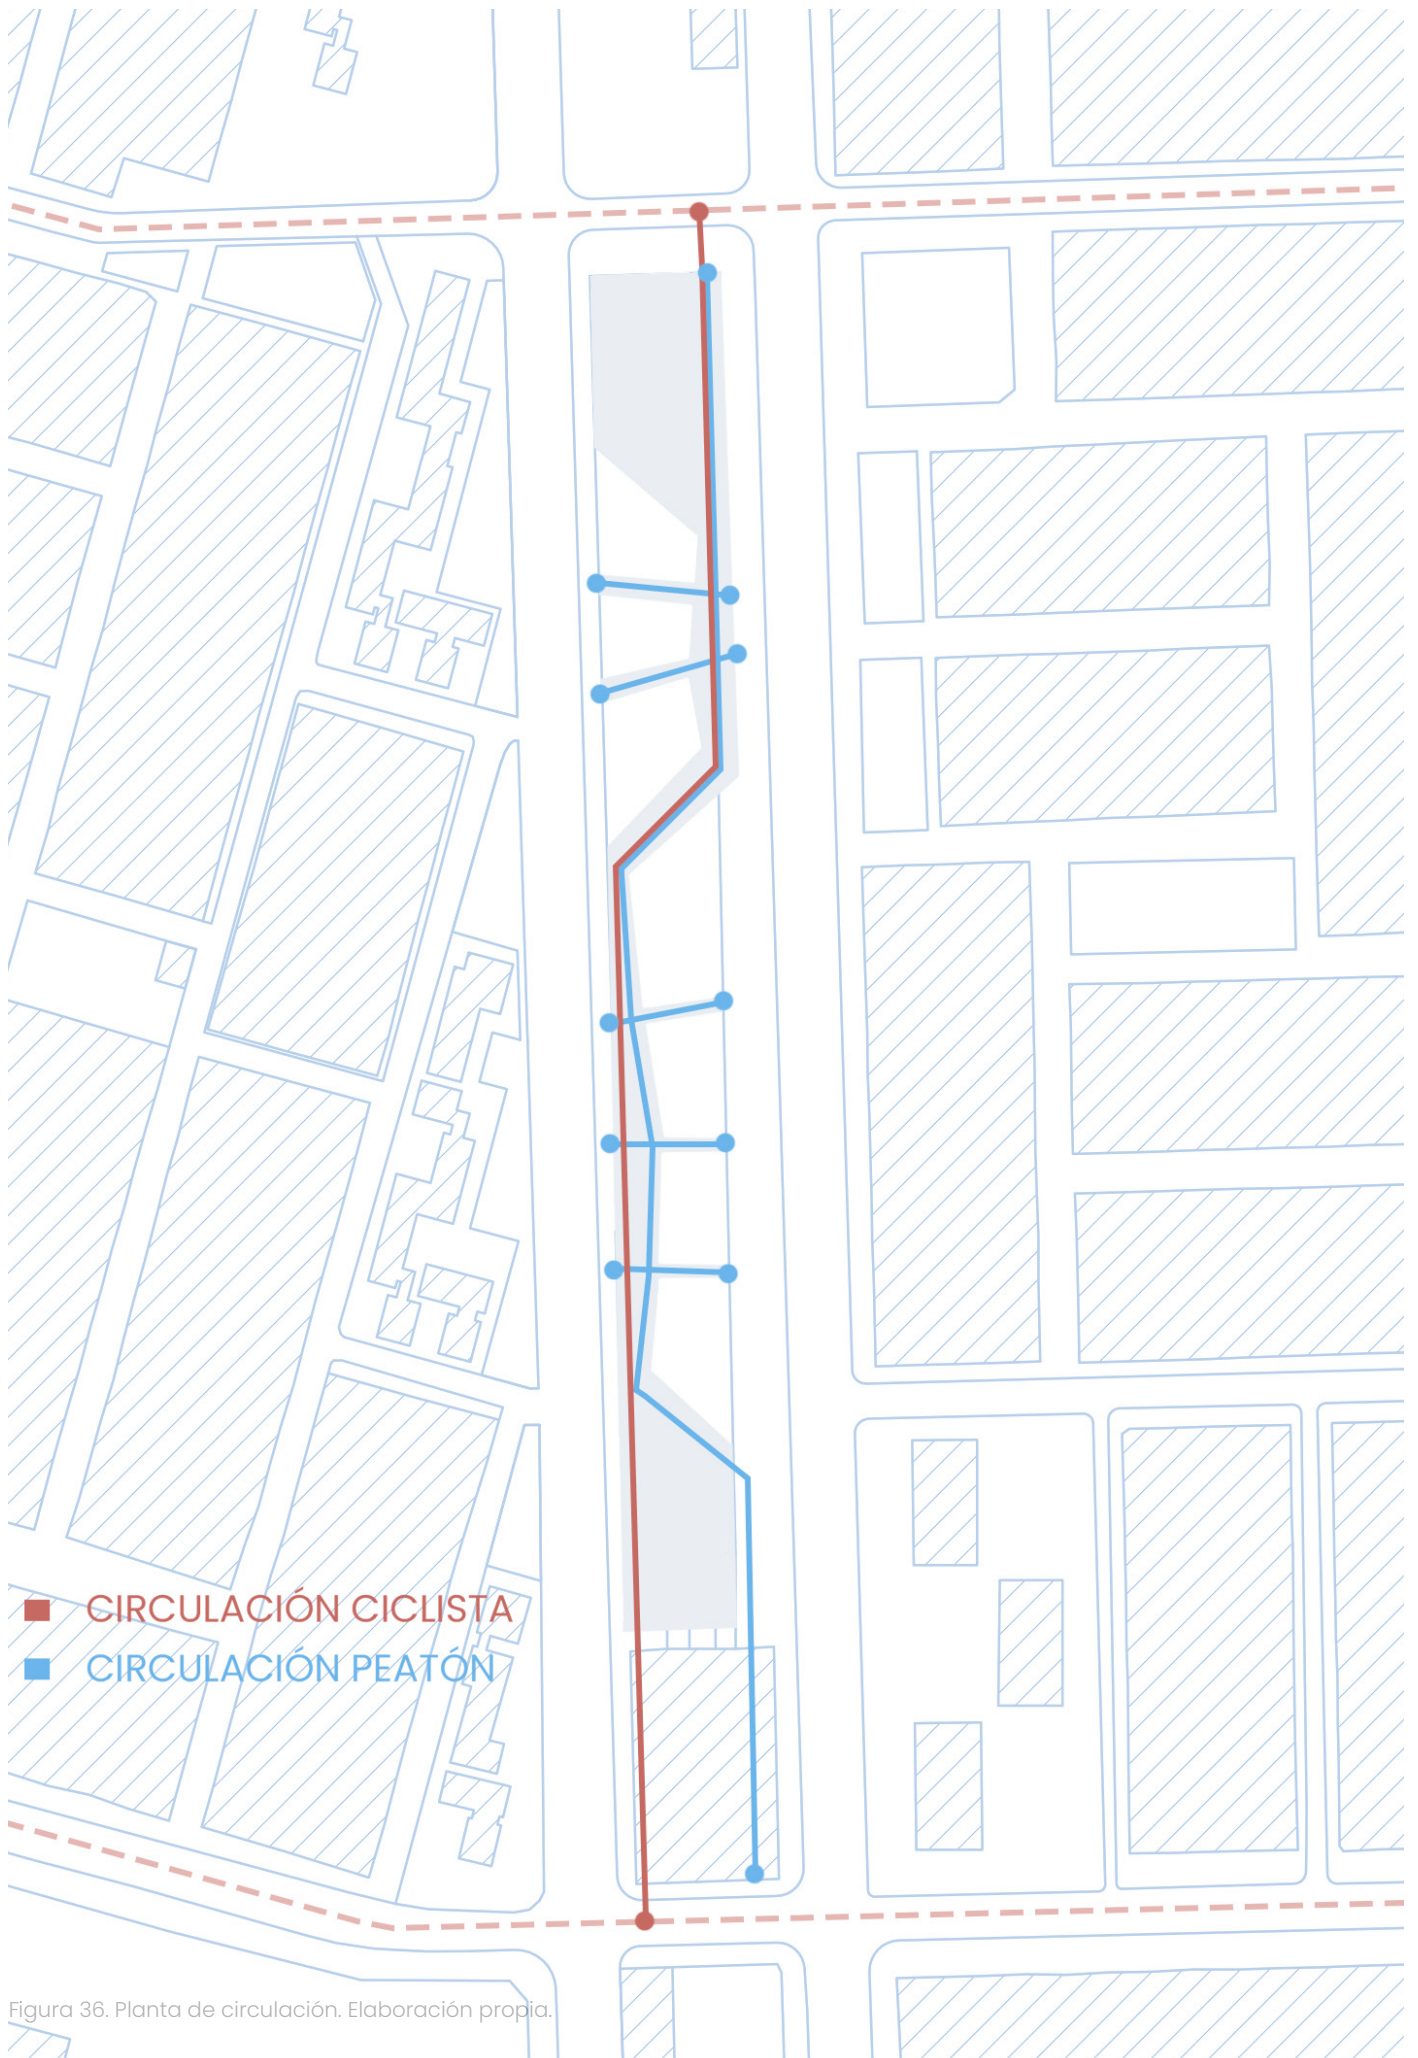 CIRCULACIÓN CICLISTA
CIRCULACIÓN PEATÓN
Figura 36. Planta de circulación. Elaboración propia.